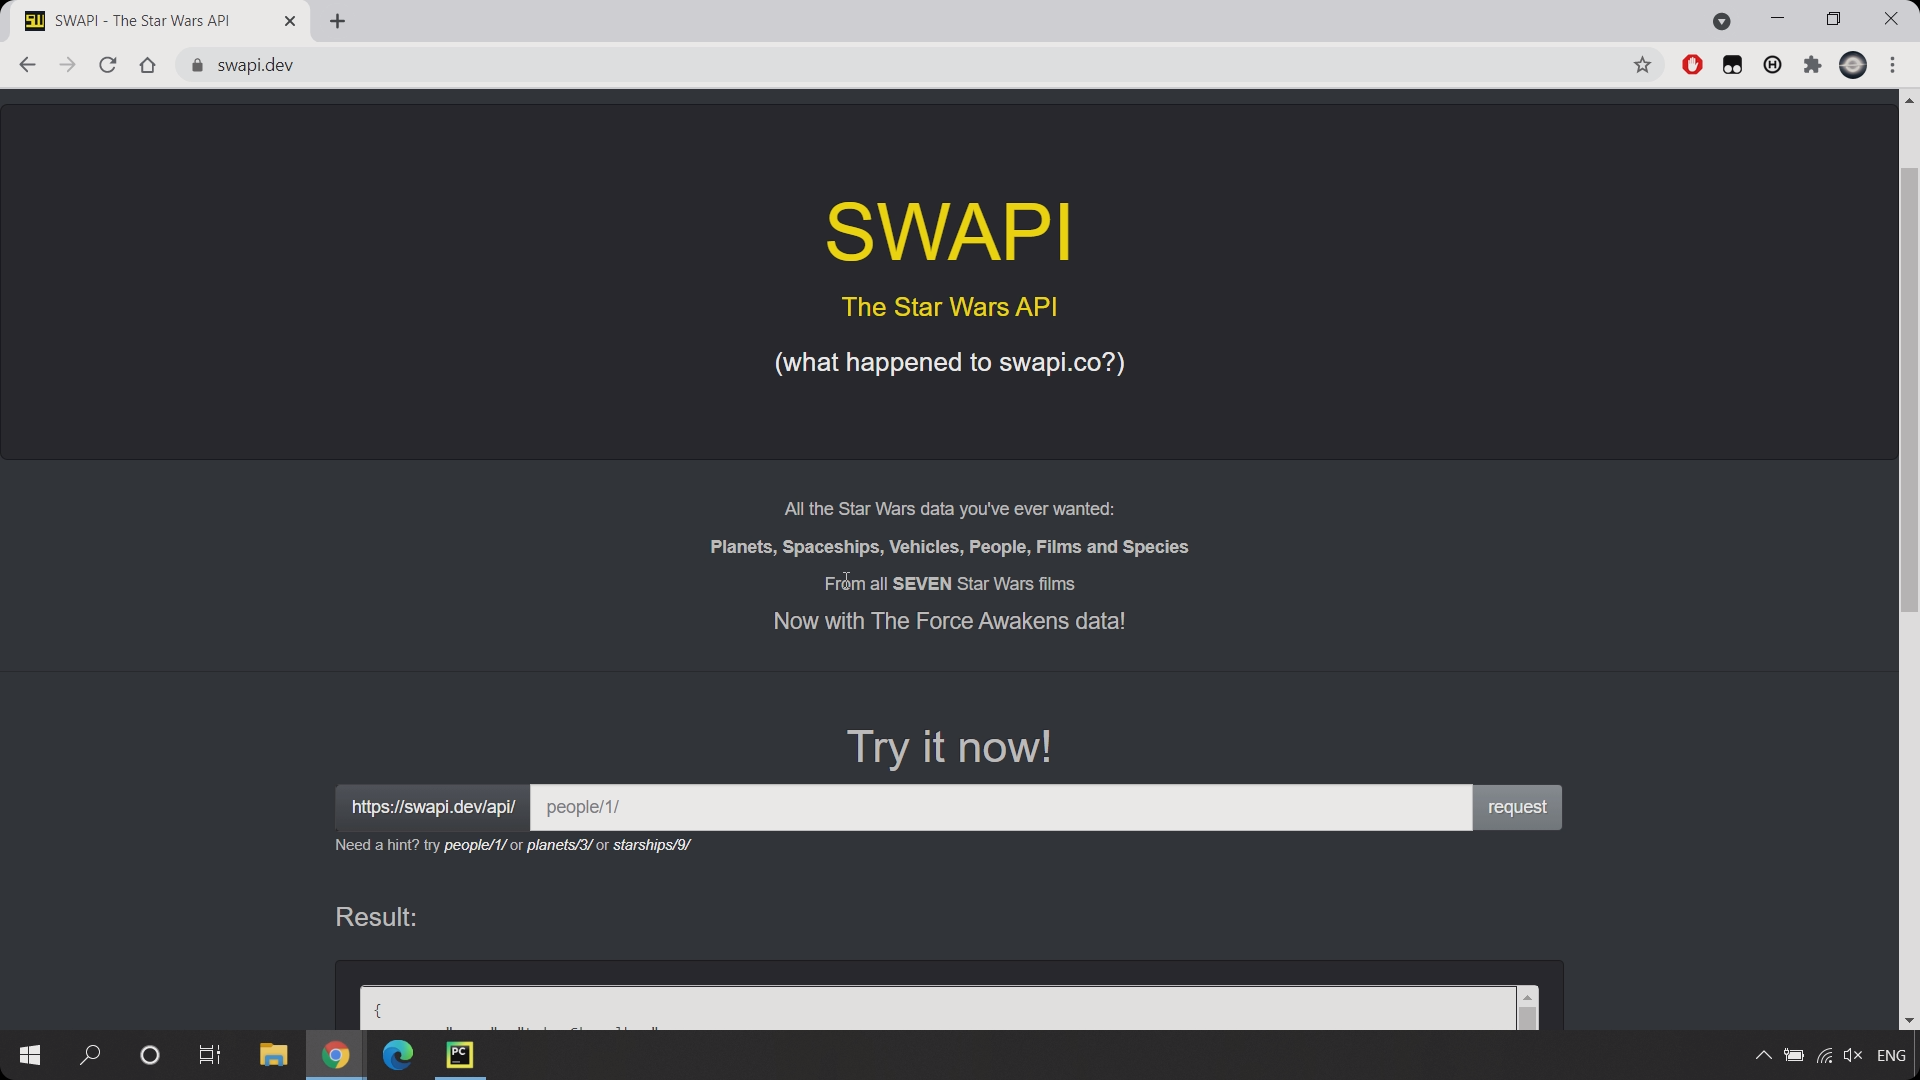 SWAPI - The Star Wars API
swapi.dev
SWAPI
The Star Wars API
(what happened to swapi.co?)
All the Star Wars data you've ever wanted:
Planets, Spaceships, Vehicles, People, Films and Species
From all SEVEN Star Wars films
Now with The Force Awakens data!
Try it now!
https://swapi.dev/api/ people/1/ request
Need a hint? try people/1/ or planets/3/ or starships/9/
Result:
{
PC
ENG